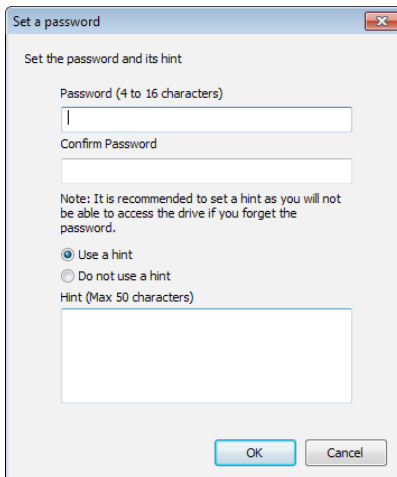 Set a password
Set the password and its hint
Password (4 to 16 characters)
Confirm Password
Note: It is recommended to set a hint as you will not
be able to access the drive if you forget the
password.
Use a hint
Do not use a hint
Hint (Max 50 characters)
OK Cancel